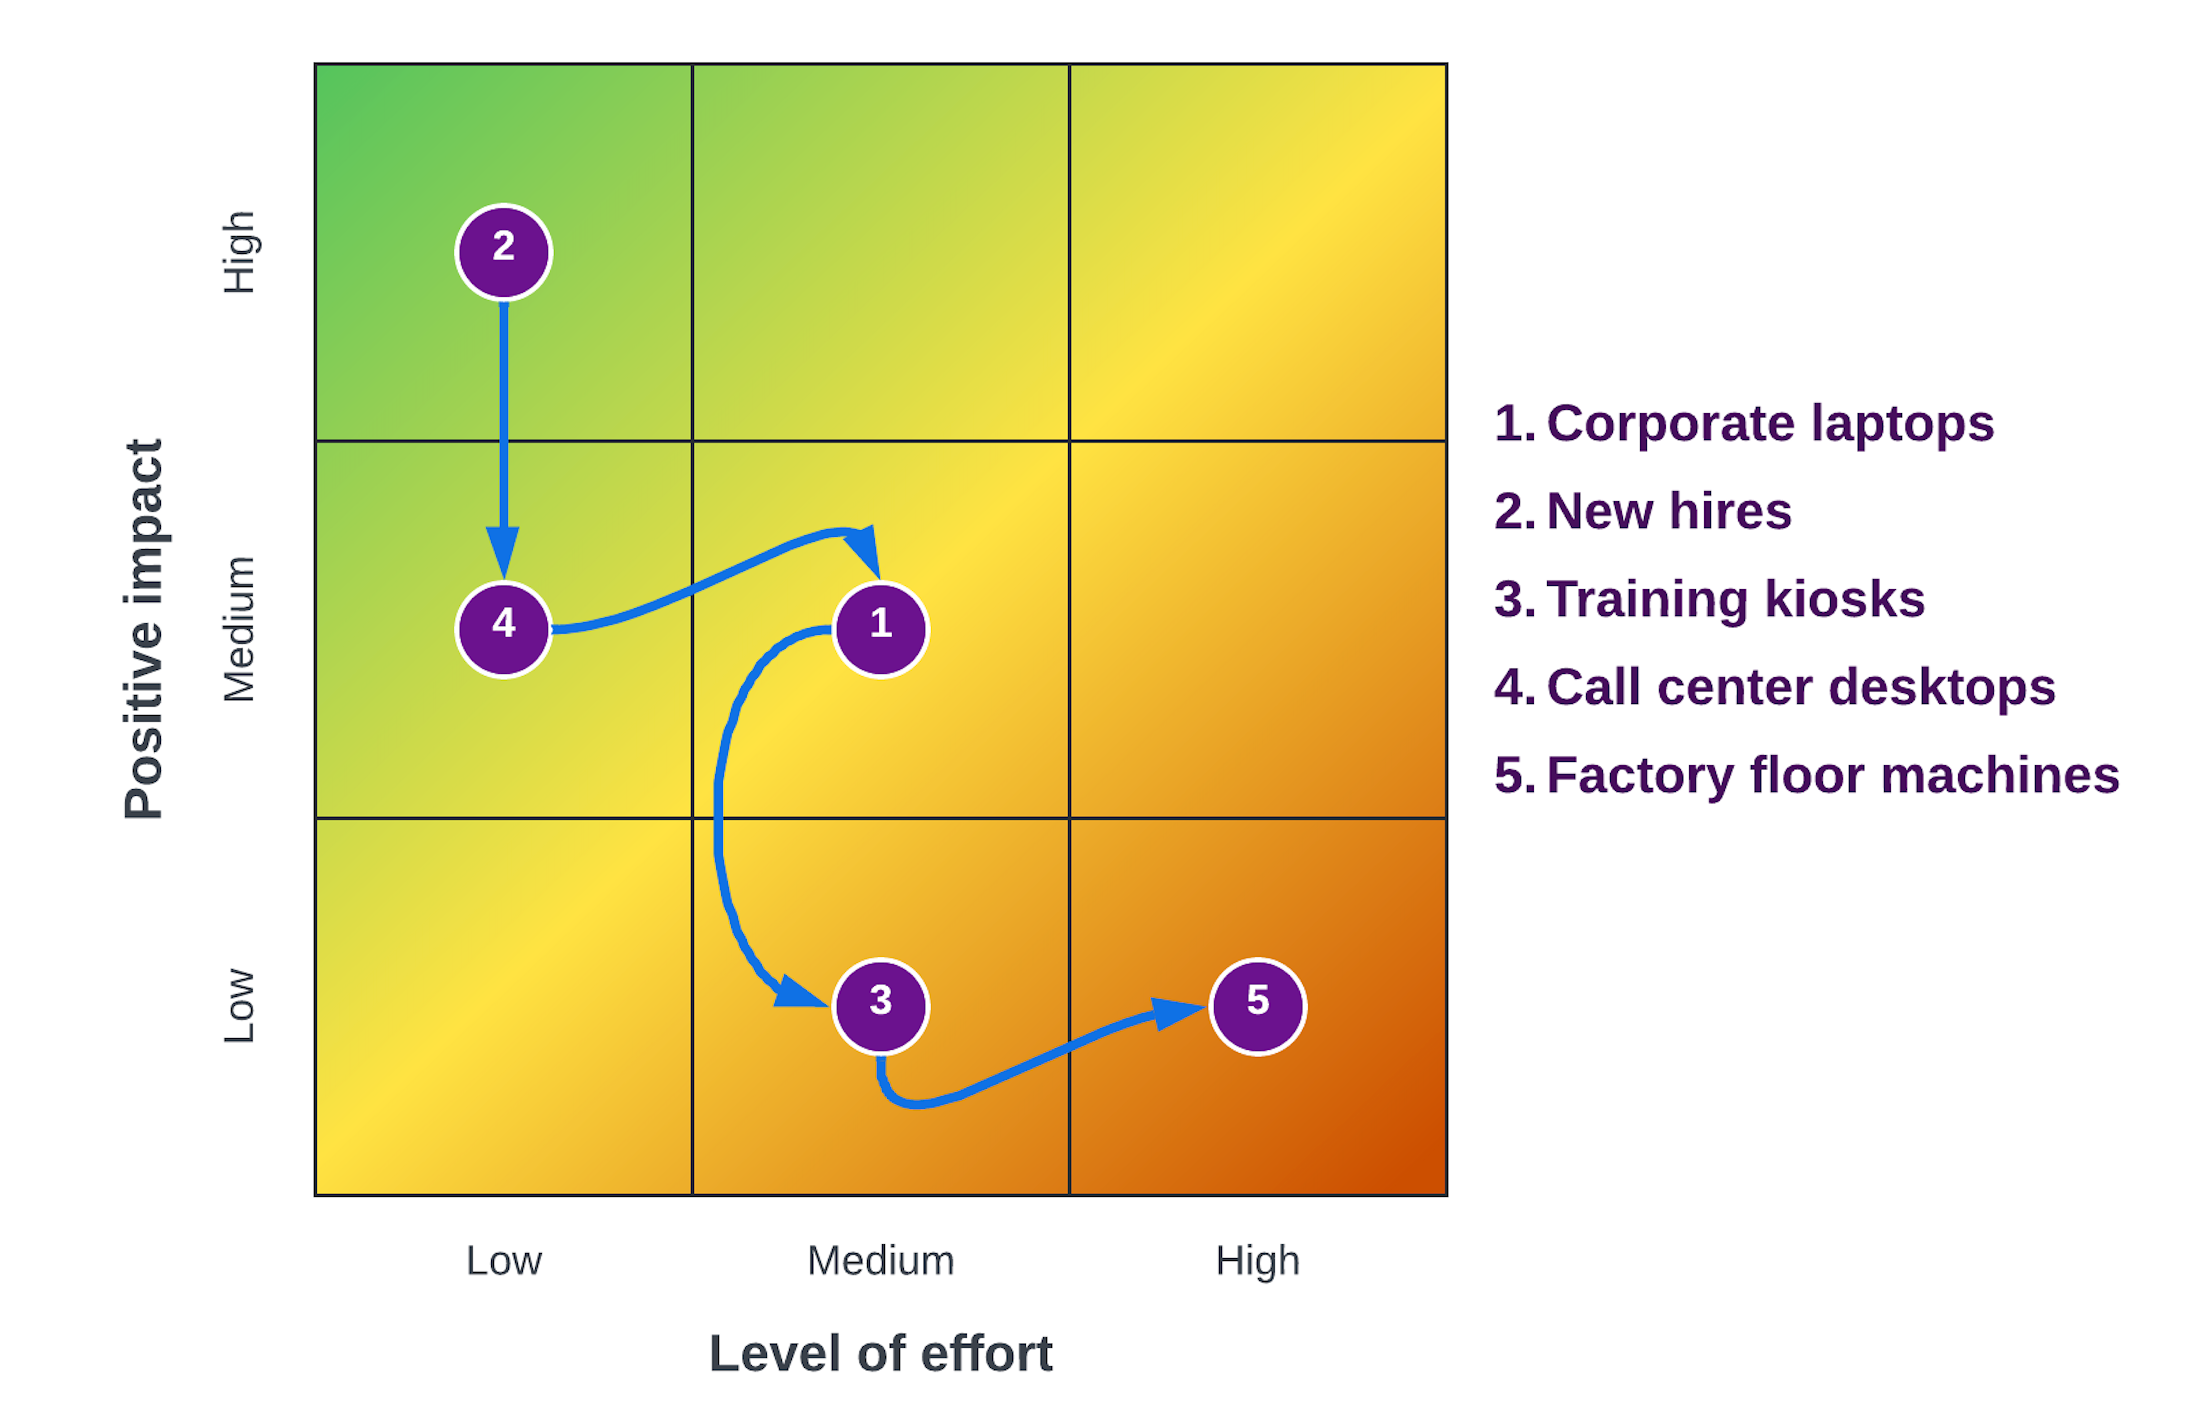 Positive impact
High
Medium
Low
2
4
1
3
5
Low
Medium
High
Level of effort
1. Corporate laptops
2. New hires
3. Training kiosks
4. Call center desktops
5. Factory floor machines